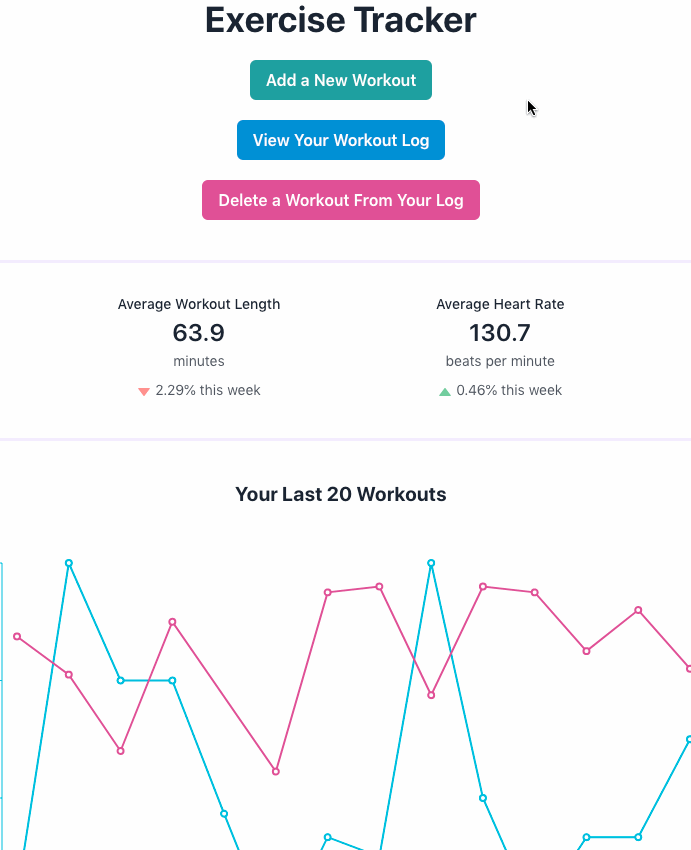 Exercise Tracker
Add a New Workout
View Your Workout Log
Delete a Workout From Your Log
Average Workout Length
63.9
minutes
2.29% this week
Average Heart Rate
130.7
beats per minute
0.46% this week
Your Last 20 Workouts